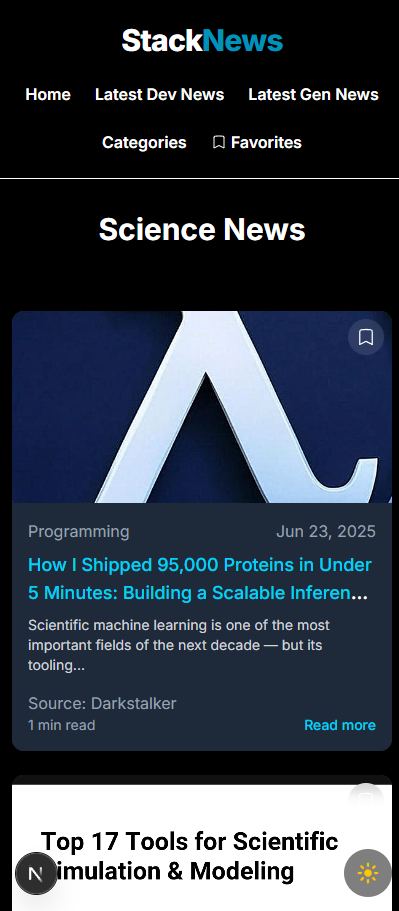 StackNews
Home Latest Dev News Latest Gen News
Categories Favorites
Science News
Programming Jun 23, 2025
How I Shipped 95,000 Proteins in Under
5 Minutes: Building a Scalable Inferen...
Scientific machine learning is one of the most
important fields of the next decade — but its
tooling...
Source: Darkstalker
1 min read Read more
Top 17 Tools for Scientific
imulation & Modeling
N